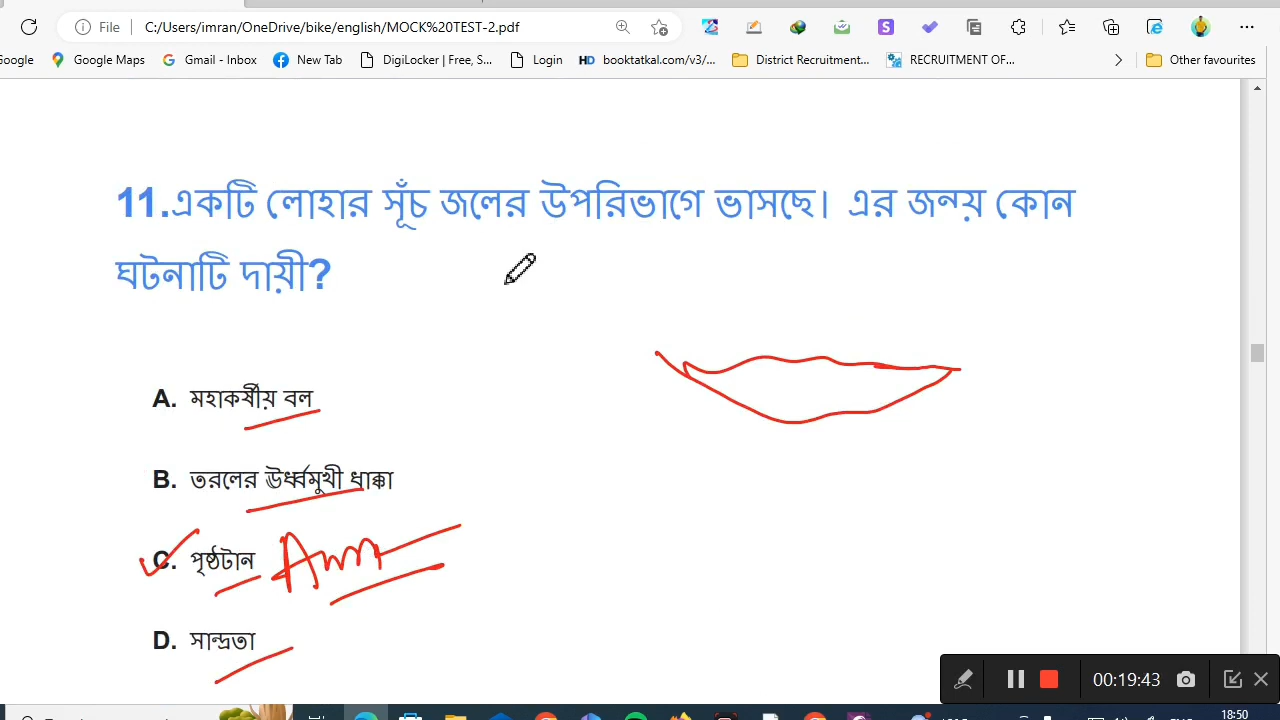 File C:/Users/imran/OneDrive/bike/english/MOCK%20TEST-2.pdf
Google Google Maps Gmail - Inbox New Tab DigiLocker | Free, S... Login HD booktatkal.com/v3/... District Recruitment... RECRUITMENT OF... Other favourites
11.একটি লোহার সূঁচ জলের উপরিভাগে ভাসছে। এর জন্য কোন
ঘটনাটি দায়ী?
A. মহাকর্ষীয় বল
B. তরলের ঊর্ধ্বমুখী ধাক্কা
C. পৃষ্ঠটান
D. সান্দ্রতা
00:19:43
18:50